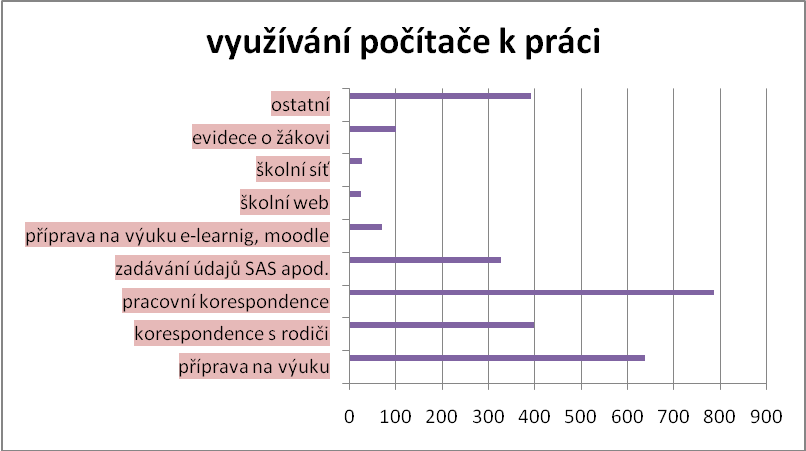 využívání počítače k práci
ostatní
evidece o žákovi
školní síť
školní web
příprava na výuku e-learnig, moodle
zadávání údajů SAS apod.
pracovní korespondence
korespondence s rodiči
příprava na výuku
0 100 200 300 400 500 600 700 800 900